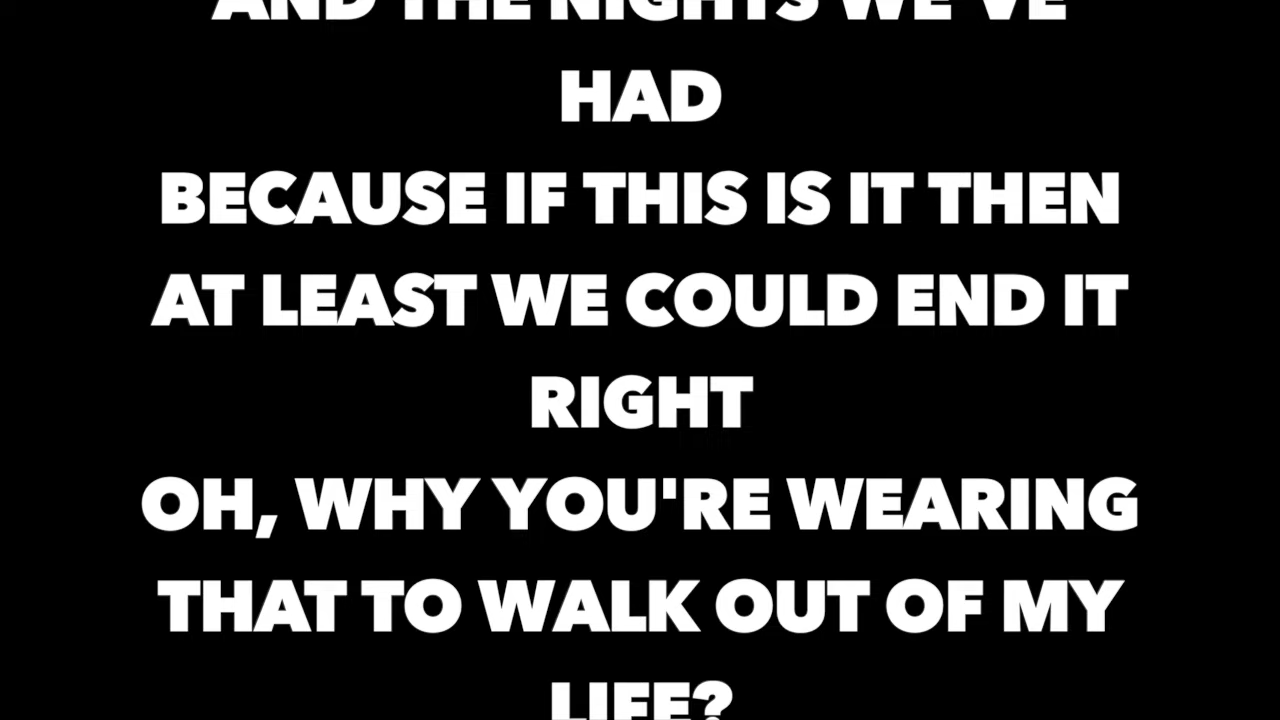 AND THE NIGHTS WE'VE
HAD
BECAUSE IF THIS IS IT THEN
AT LEAST WE COULD END IT
RIGHT
OH, WHY YOU'RE WEARING
THAT TO WALK OUT OF MY
LIFE?